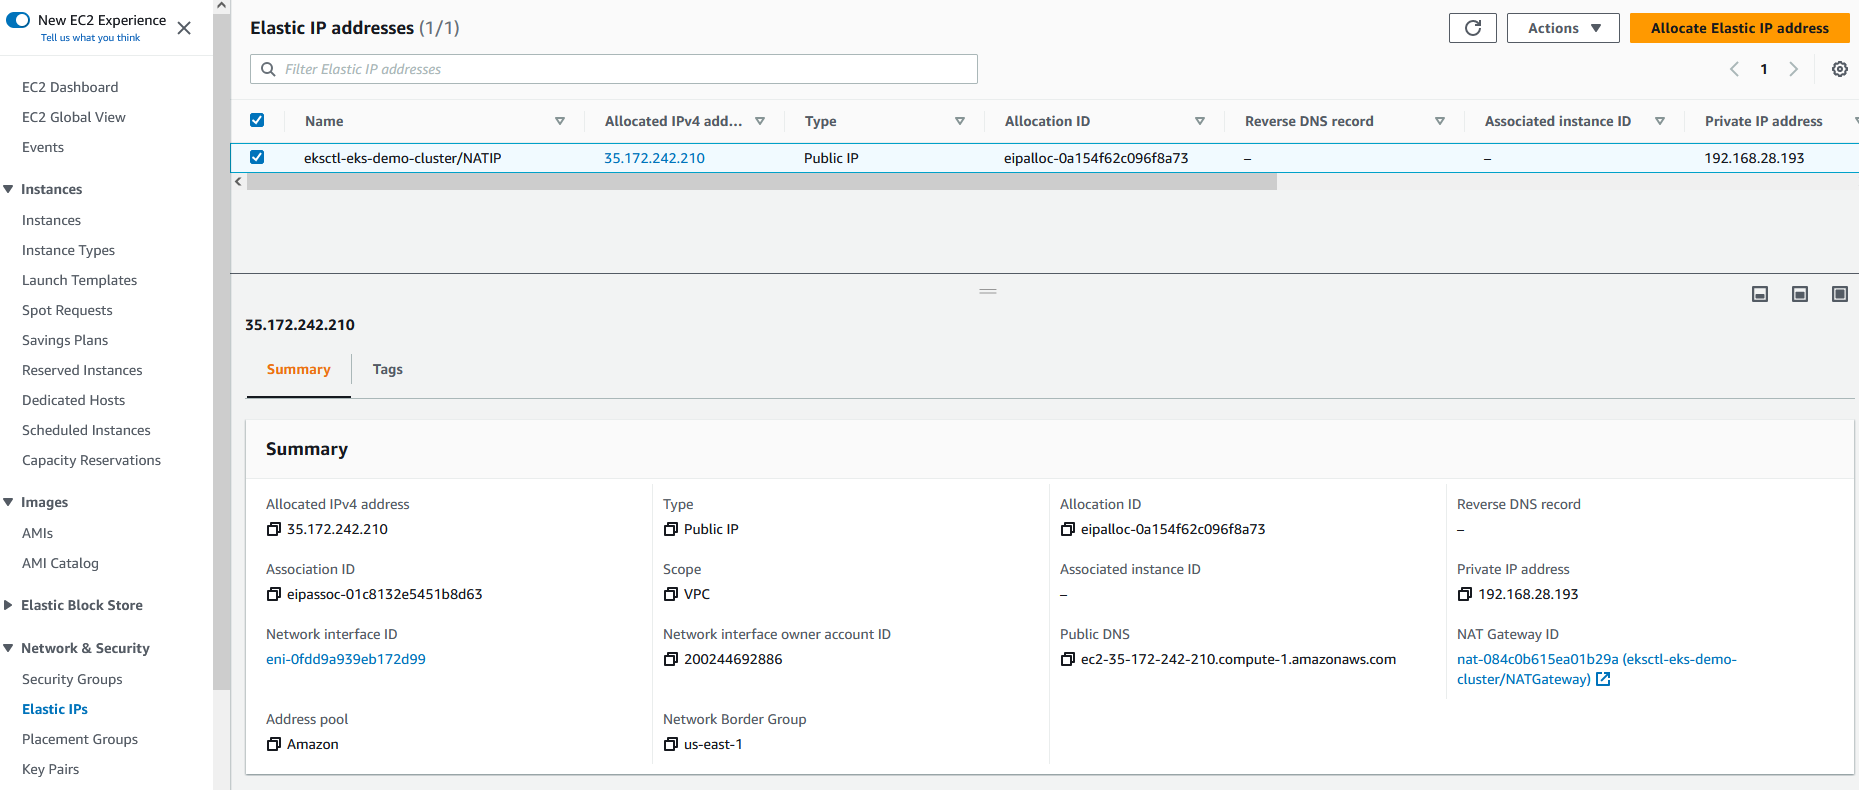 New EC2 Experience
Tell us what you think
EC2 Dashboard
EC2 Global View
Events
Instances
Instances
Instance Types
Launch Templates
Spot Requests
Savings Plans
Reserved Instances
Dedicated Hosts
Scheduled Instances
Capacity Reservations
Images
AMIs
AMI Catalog
Elastic Block Store
Network & Security
Security Groups
Elastic IPs
Placement Groups
Key Pairs
Elastic IP addresses (1/1)
Actions
Allocate Elastic IP address
Filter Elastic IP addresses
1
Name Allocated IPv4 add... Type Allocation ID Reverse DNS record Associated instance ID Private IP address
eksctl-eks-demo-cluster/NATIP 35.172.242.210 Public IP eipalloc-0a154f62c096f8a73 – – 192.168.28.193
35.172.242.210
Summary Tags
Summary
Allocated IPv4 address Type Allocation ID Reverse DNS record
35.172.242.210 Public IP eipalloc-0a154f62c096f8a73 –
Association ID Scope Associated instance ID Private IP address
eipassoc-01c8132e5451b8d63 VPC – 192.168.28.193
Network interface ID Network interface owner account ID Public DNS NAT Gateway ID
eni-0fdd9a939eb172d99 200244692886 ec2-35-172-242-210.compute-1.amazonaws.com nat-084c0b615ea01b29a (eksctl-eks-demo-
cluster/NATGateway)
Address pool Network Border Group
Amazon us-east-1